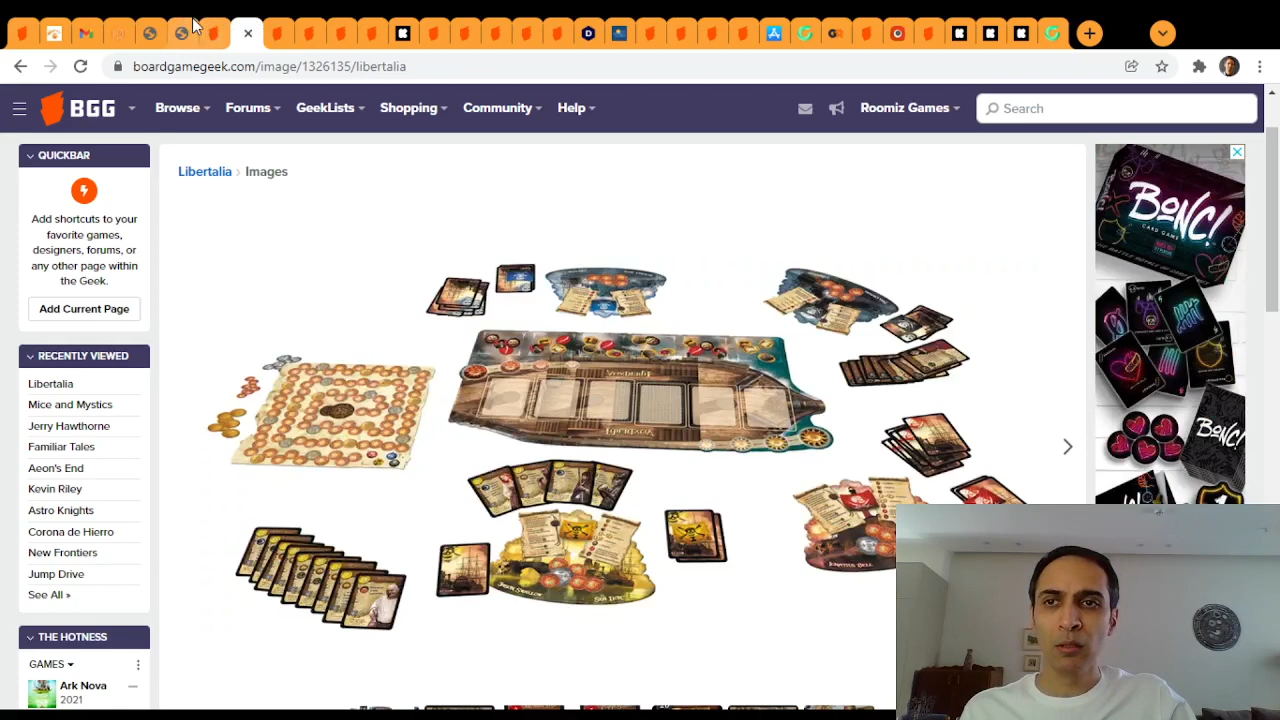 boardgamegeek.com/image/1326135/libertalia
BGG
Browse
Forums
GeekLists
Shopping
Community
Help
Roomiz Games
Search
QUICKBAR
Add shortcuts to your
favorite games,
designers, forums, or
any other page within
the Geek.
Add Current Page
RECENTLY VIEWED
Libertalia
Mice and Mystics
Jerry Hawthorne
Familiar Tales
Aeon's End
Kevin Riley
Astro Knights
Corona de Hierro
New Frontiers
Jump Drive
See All »
THE HOTNESS
GAMES
Ark Nova
2021
Libertalia › Images
BONC!
CARD GAME
BONC!